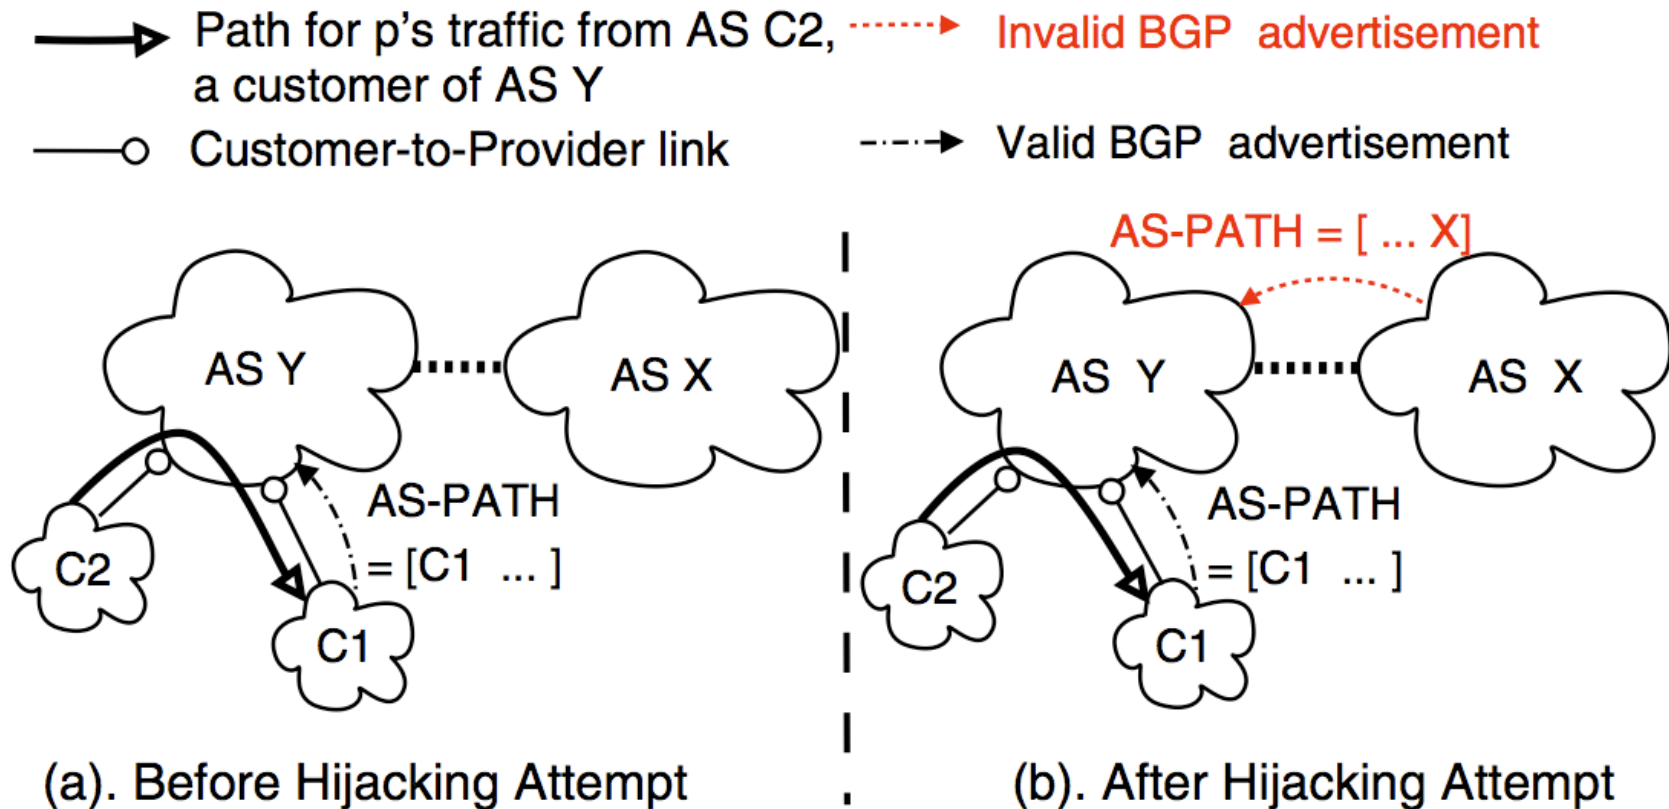 Path for p's traffic from AS C2,
a customer of AS Y
Invalid BGP advertisement
Customer-to-Provider link
Valid BGP advertisement
AS Y
AS X
AS-PATH
= [C1 ... ]
C2
C1
(a). Before Hijacking Attempt
AS-PATH = [ ... X]
AS Y
AS X
AS-PATH
= [C1 ... ]
C2
C1
(b). After Hijacking Attempt